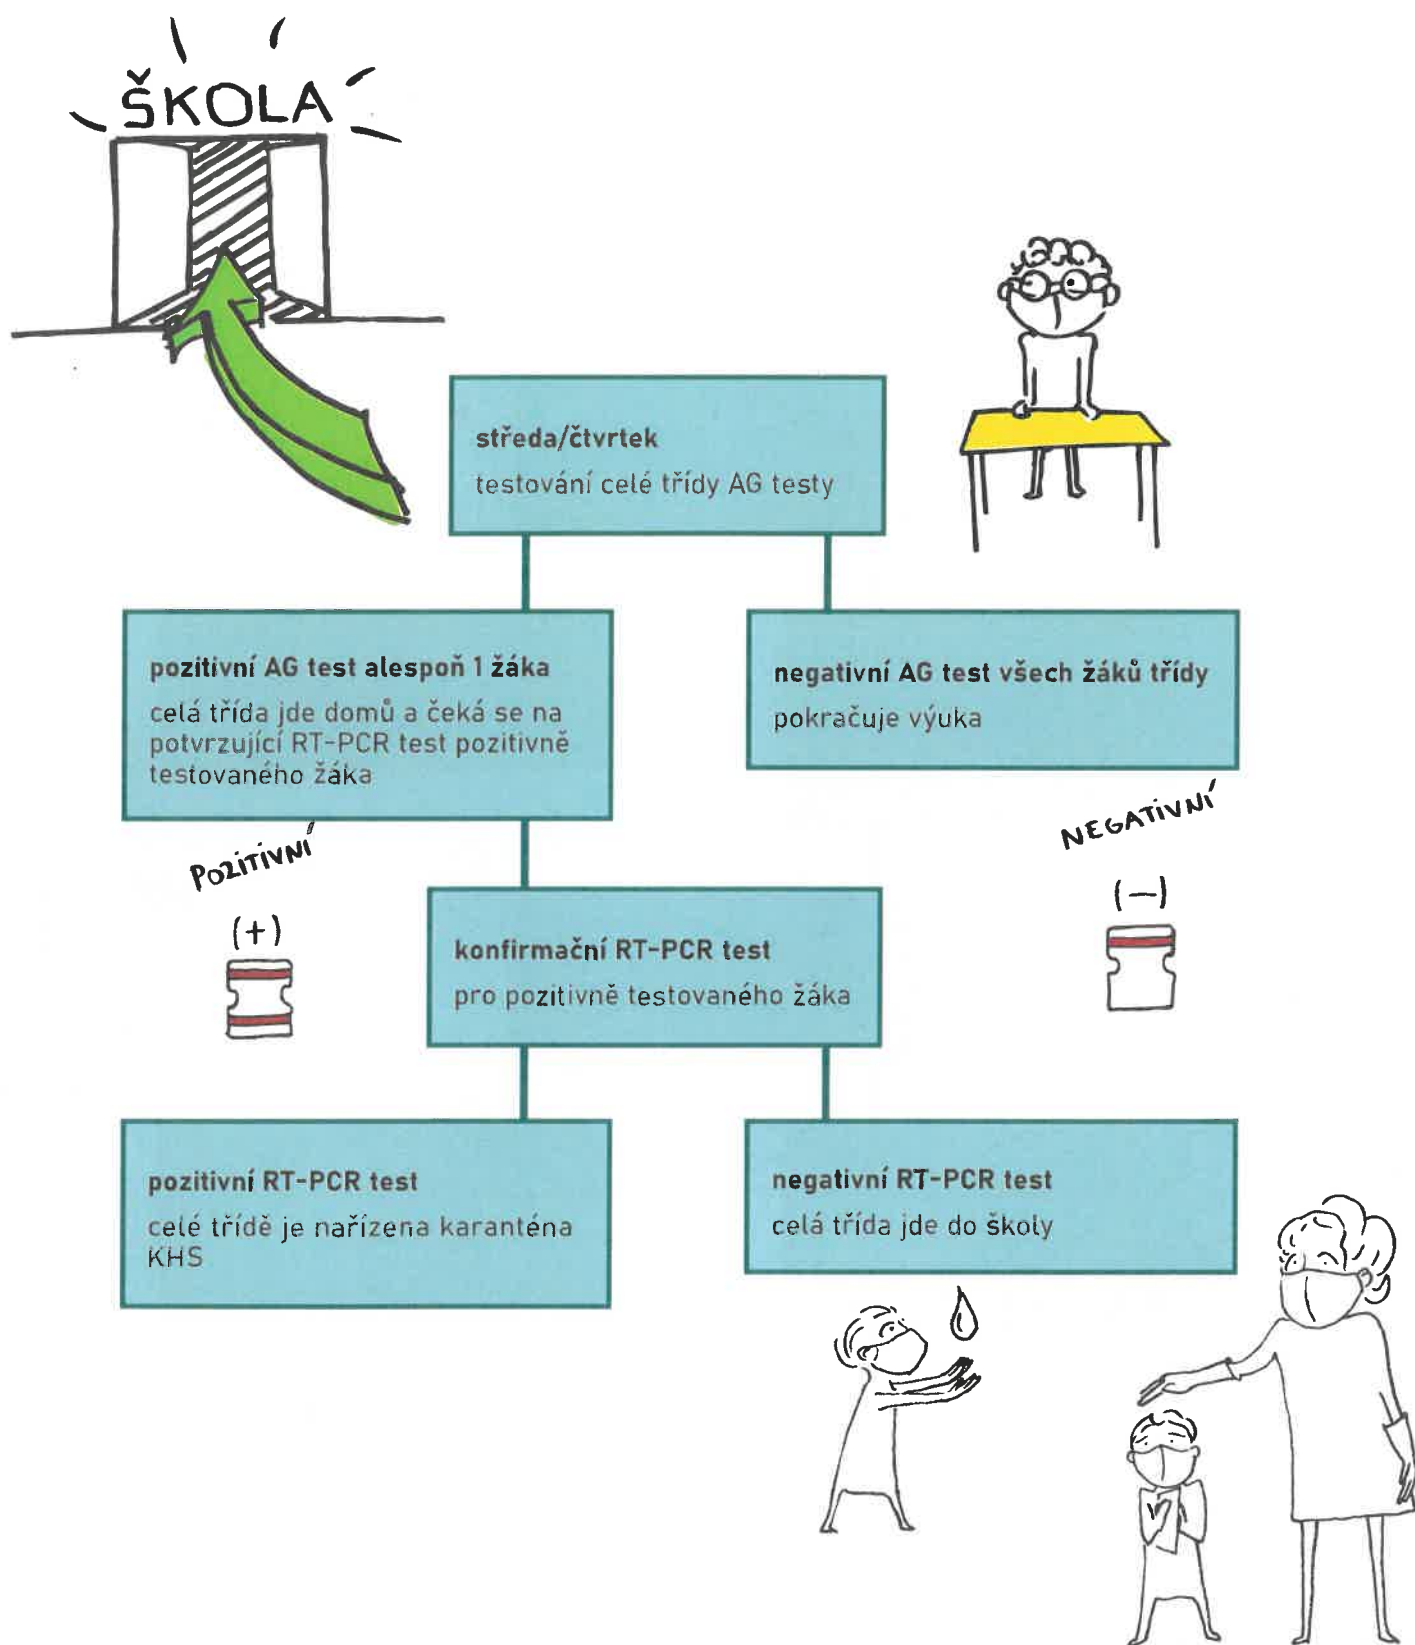 ŠKOLA
středa/čtvrtek
testování celé třídy AG testy
pozitivní AG test alespoň 1 žáka
celá třída jde domů a čeká se na
potvrzující RT-PCR test pozitivně
testovaného žáka
negativní AG test všech žáků třídy
pokračuje výuka
POZITIVNÍ
(+)
NEGATIVNÍ
(—)
konfirmační RT-PCR test
pro pozitivně testovaného žáka
pozitivní RT-PCR test
celé třídě je nařízena karanténa
KHS
negativní RT-PCR test
celá třída jde do školy